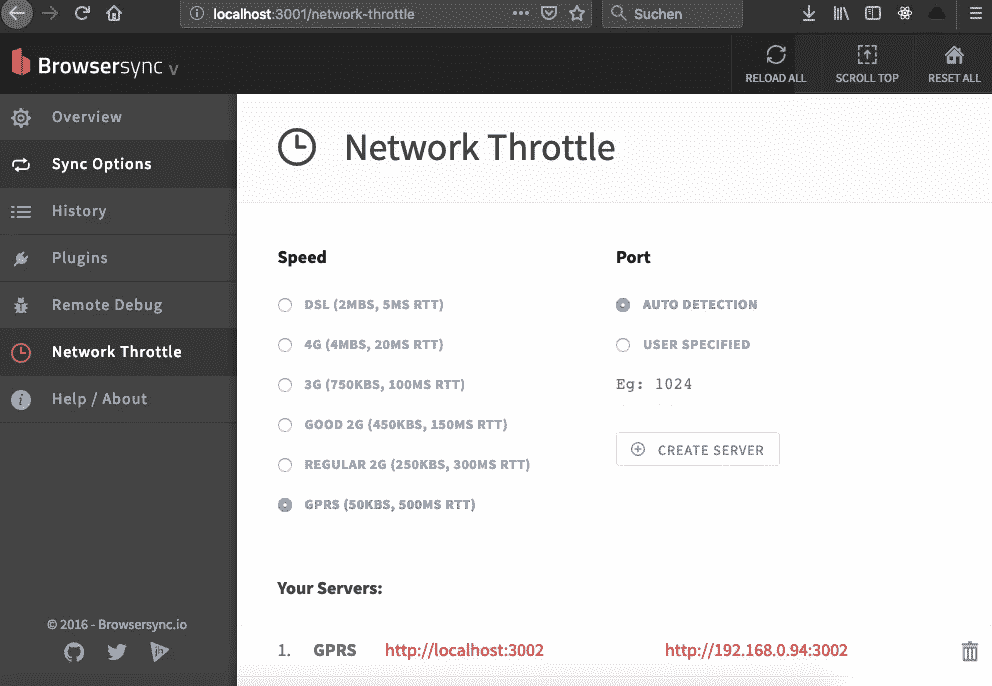 localhost:3001/network-throttle
Suchen
Browsersync v
RELOAD ALL
SCROLL TOP
RESET ALL
Overview
Sync Options
History
Plugins
Remote Debug
Network Throttle
Help / About
© 2016 - Browsersync.io
Network Throttle
Speed
DSL (2MBS, 5MS RTT)
4G (4MBS, 20MS RTT)
3G (750KBS, 100MS RTT)
GOOD 2G (450KBS, 150MS RTT)
REGULAR 2G (250KBS, 300MS RTT)
GPRS (50KBS, 500MS RTT)
Port
AUTO DETECTION
USER SPECIFIED
Eg: 1024
CREATE SERVER
Your Servers:
1. GPRS http://localhost:3002 http://192.168.0.94:3002